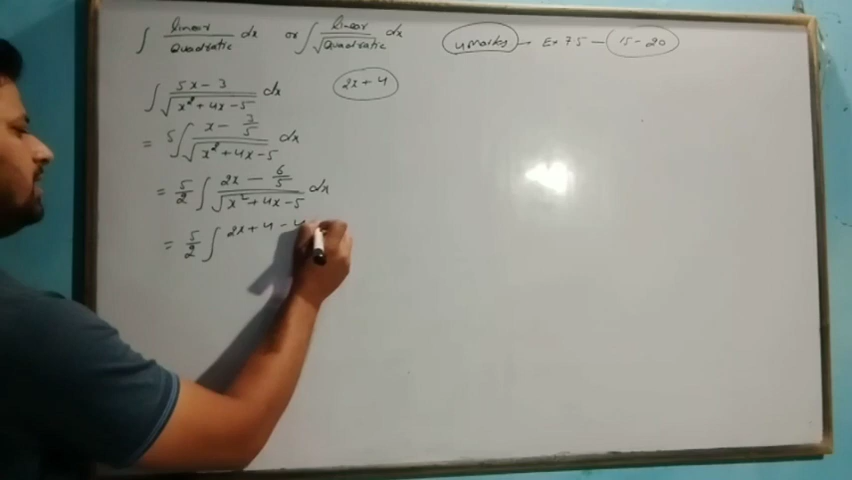 ∫ Linear/Quadratic dx or ∫ Linear/√Quadratic dx 4 marks → Ex 7.5 — 15 - 20
∫ (5x - 3)/√(x² + 4x - 5) dx 2x + 4
= 5 ∫ (x - 3/5)/√(x² + 4x - 5) dx
= 5/2 ∫ (2x - 6/5)/√(x² + 4x - 5) dx
= 5/2 ∫ 2x + 4 - 4